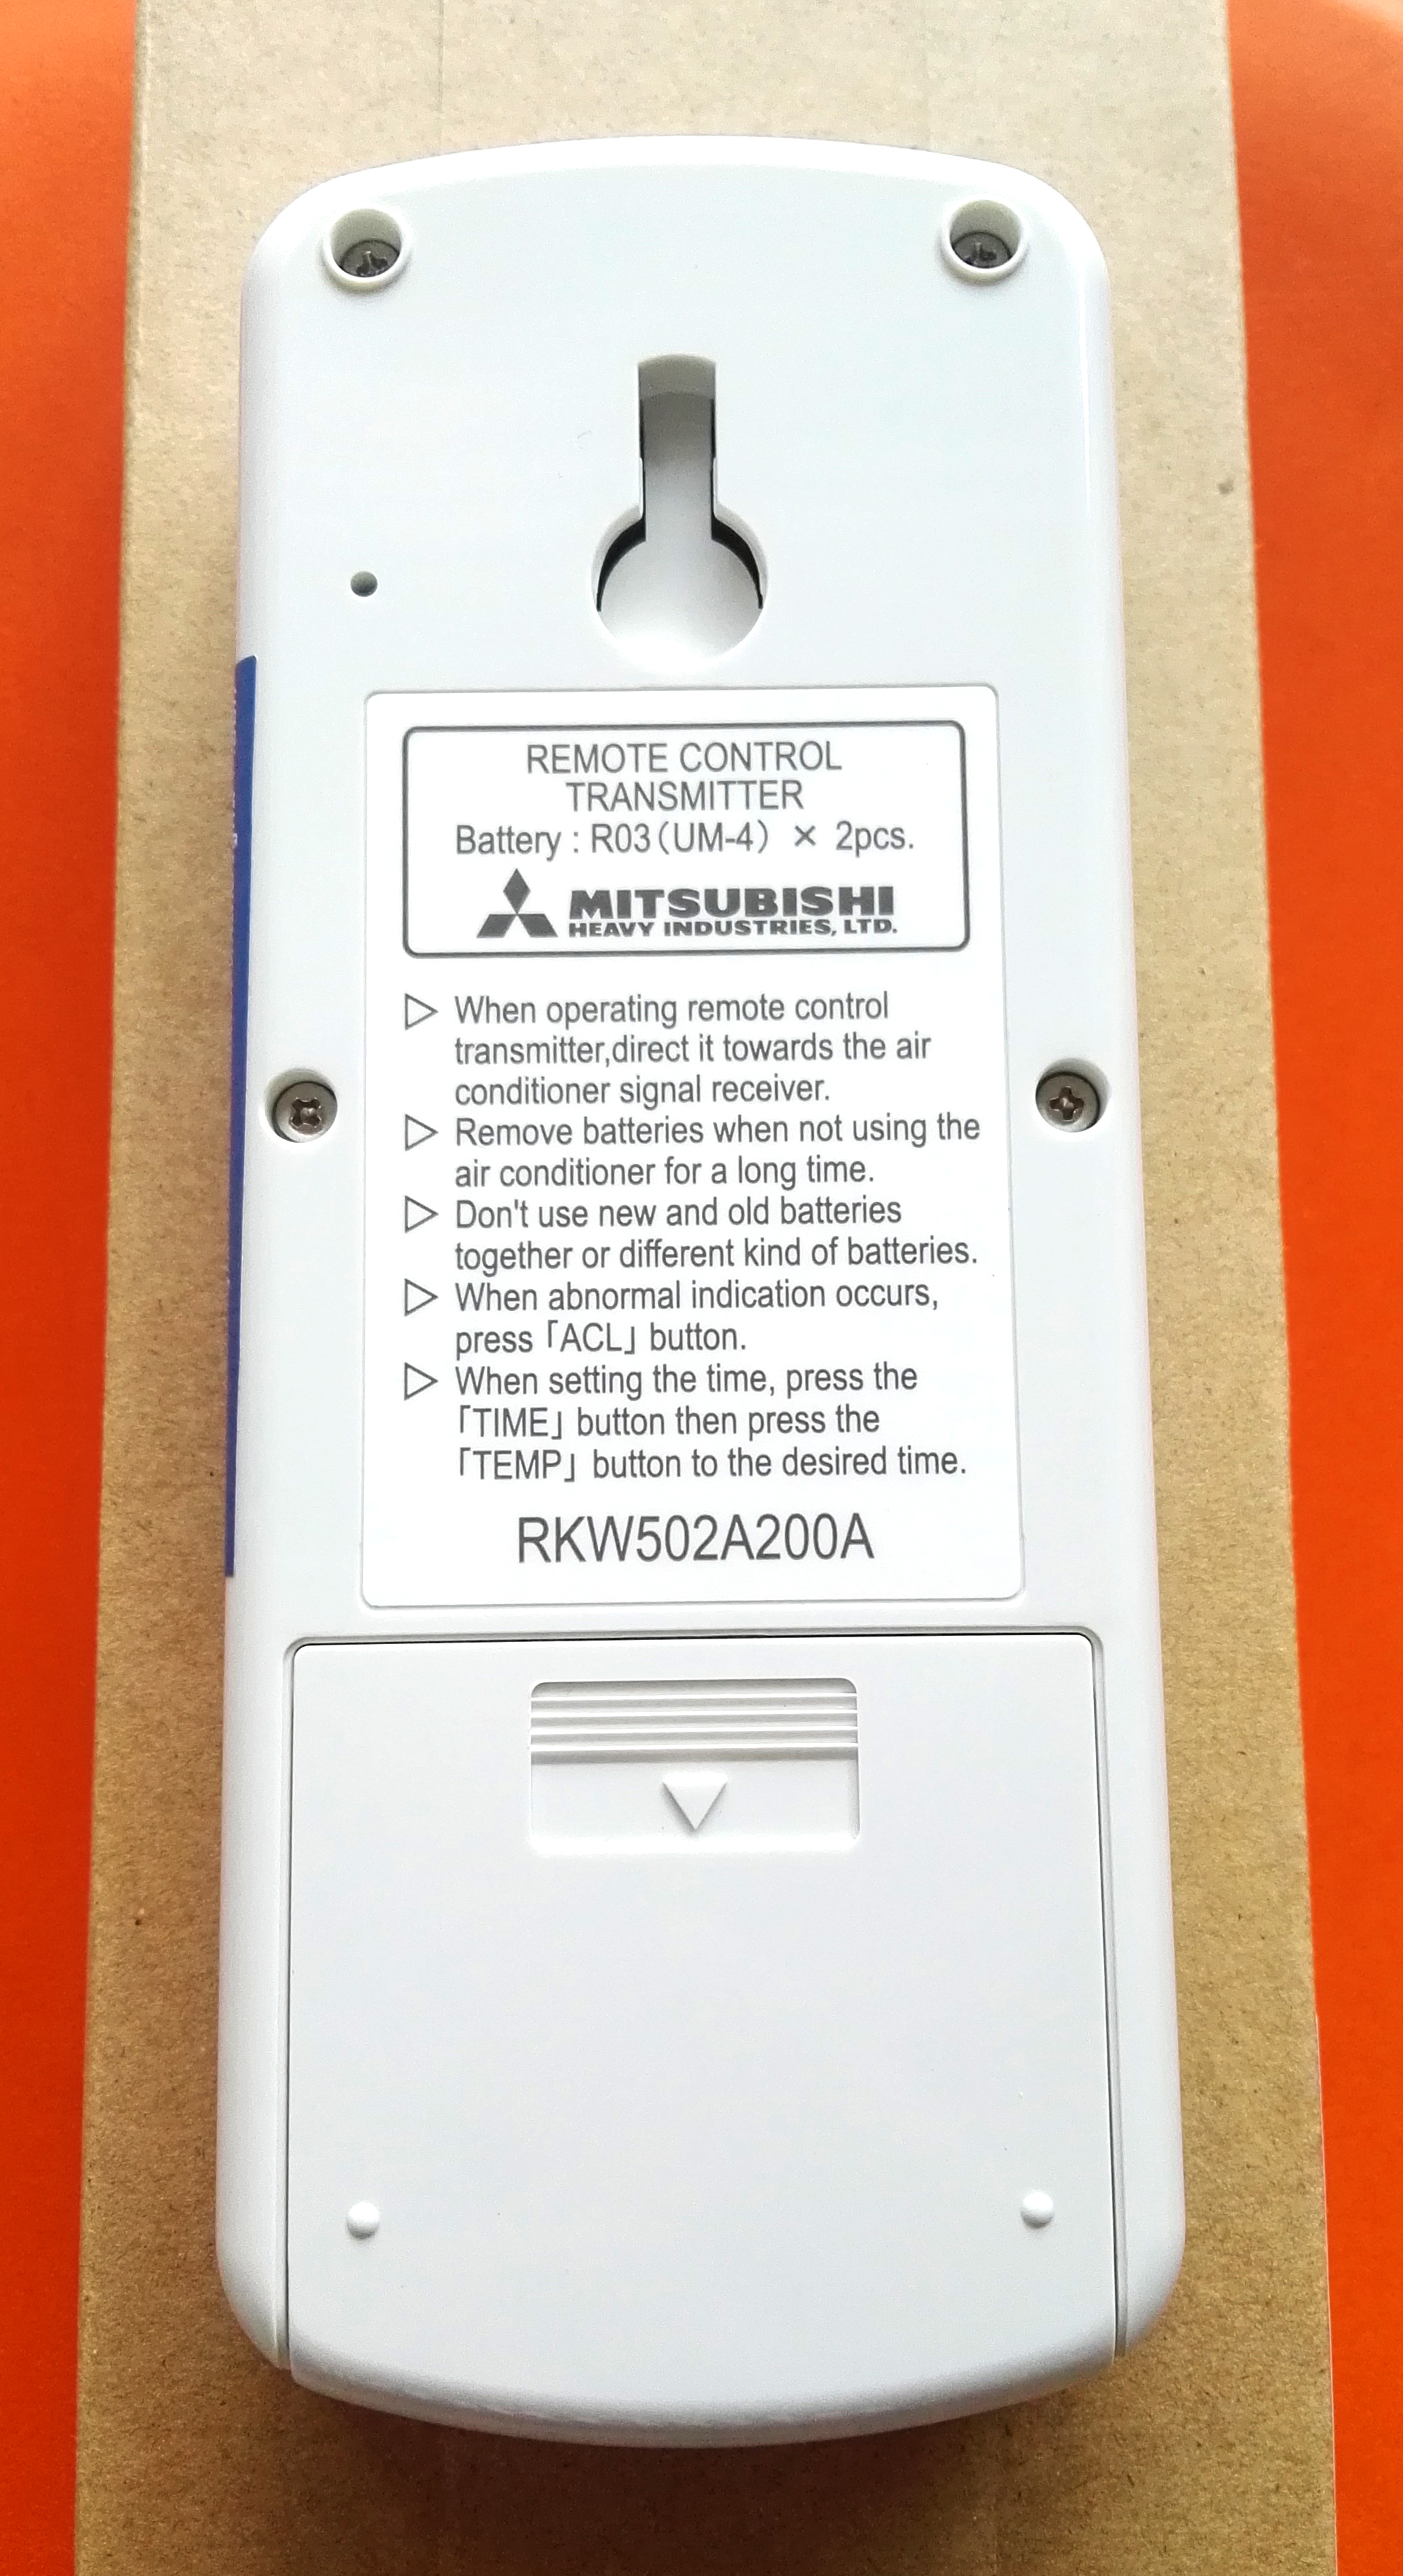 REMOTE CONTROL
TRANSMITTER
Battery : R03(UM-4) × 2pcs.
MITSUBISHI
HEAVY INDUSTRIES, LTD.
▷ When operating remote control
transmitter,direct it towards the air
conditioner signal receiver.
▷ Remove batteries when not using the
air conditioner for a long time.
▷ Don't use new and old batteries
together or different kind of batteries.
▷ When abnormal indication occurs,
press「ACL」button.
▷ When setting the time, press the
「TIME」button then press the
「TEMP」button to the desired time.
RKW502A200A